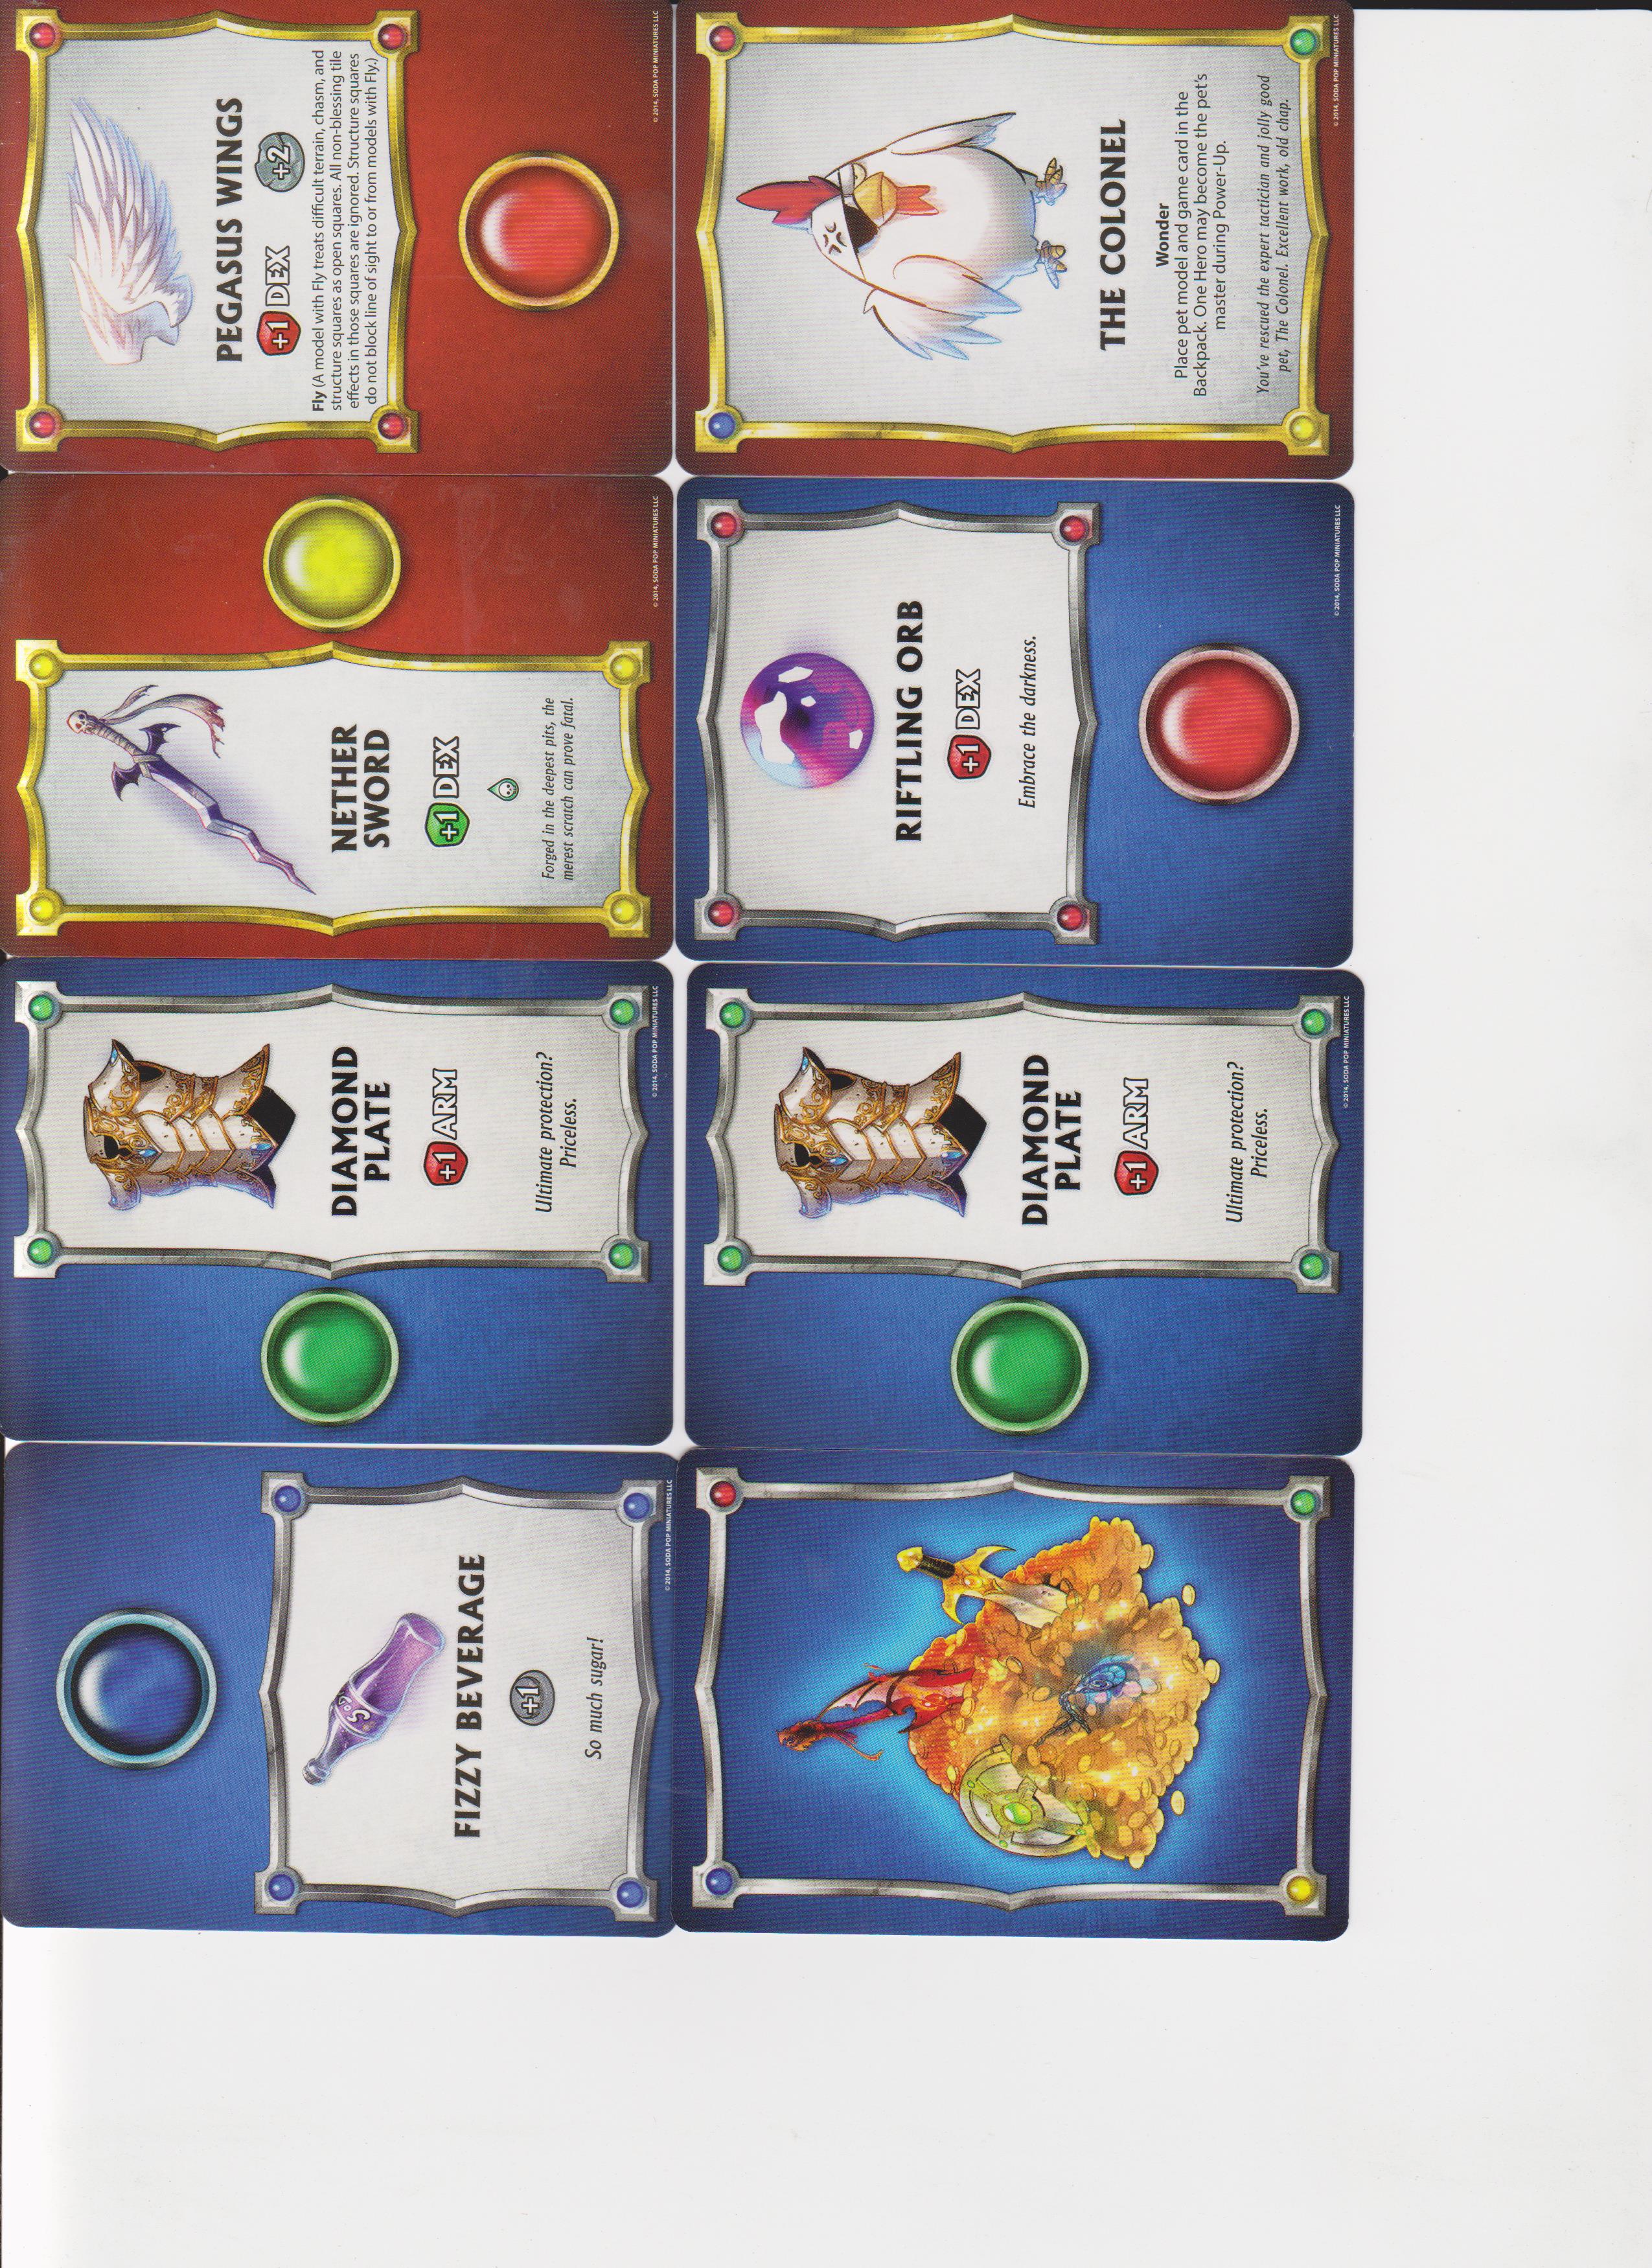 FIZZY BEVERAGE
+1
So much sugar!
© 2014, SODA POP MINIATURES LLC
DIAMOND
PLATE
+1 ARM
Ultimate protection?
Priceless.
© 2014, SODA POP MINIATURES LLC
NETHER
SWORD
+1 DEX
Forged in the deepest pits, the
merest scratch can prove fatal.
© 2014, SODA POP MINIATURES LLC
PEGASUS WINGS
+1 DEX +2
Fly (A model with Fly treats difficult terrain, chasm, and
structure squares as open squares. All non-blessing tile
effects in those squares are ignored. Structure squares
do not block line of sight to or from models with Fly.)
© 2014, SODA POP MINIATURES LLC
DIAMOND
PLATE
+1 ARM
Ultimate protection?
Priceless.
© 2014, SODA POP MINIATURES LLC
RIFTLING ORB
+1 DEX
Embrace the darkness.
© 2014, SODA POP MINIATURES LLC
THE COLONEL
Wonder
Place pet model and game card in the
Backpack. One Hero may become the pet's
master during Power-Up.
You've rescued the expert tactician and jolly good
pet, The Colonel. Excellent work, old chap.
© 2014, SODA POP MINIATURES LLC